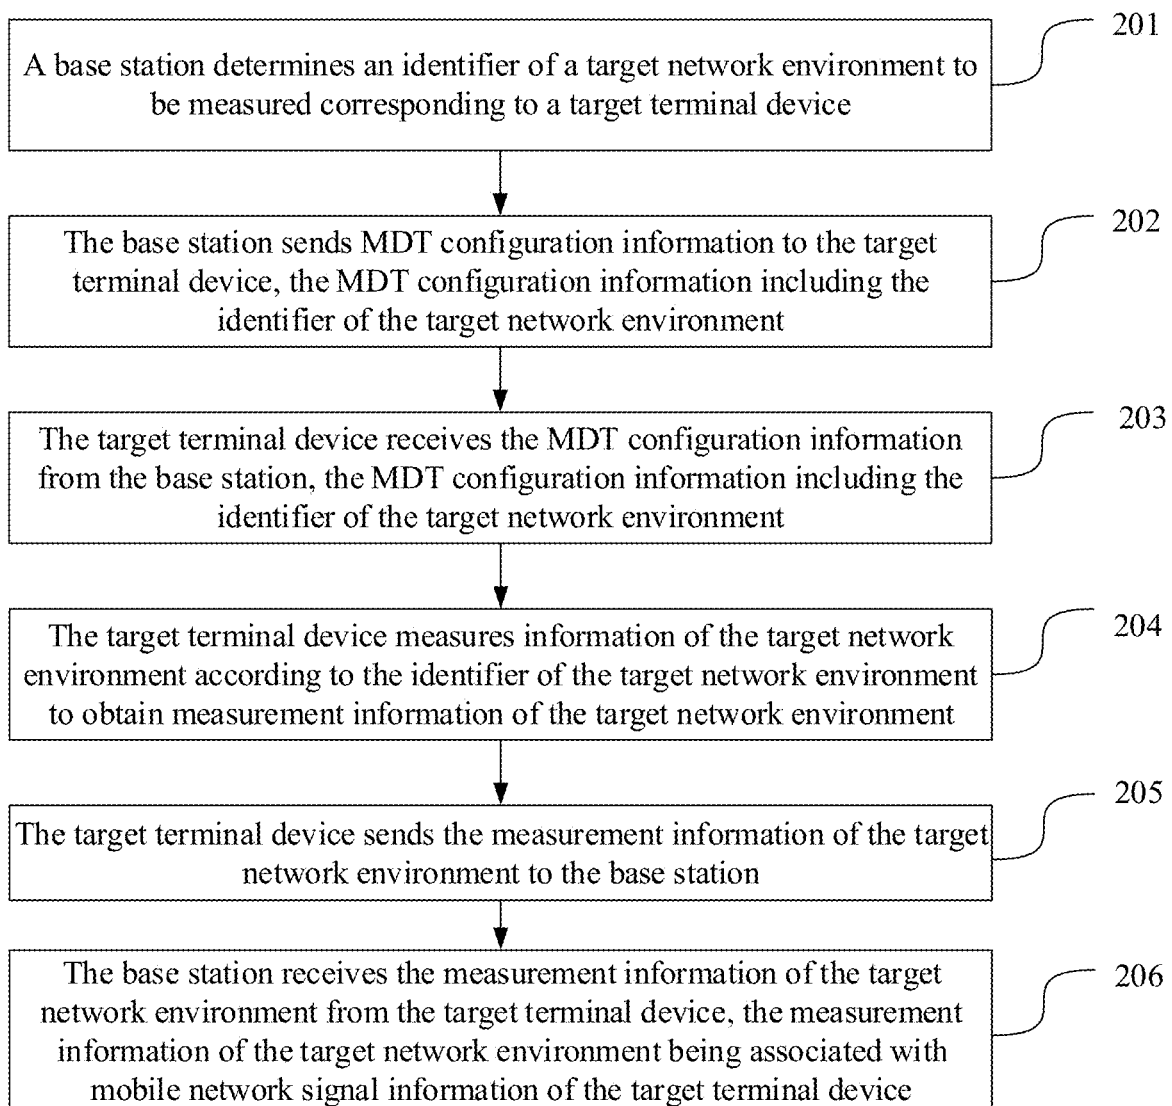 A base station determines an identifier of a target network environment to
be measured corresponding to a target terminal device
201
The base station sends MDT configuration information to the target
terminal device, the MDT configuration information including the
identifier of the target network environment
202
The target terminal device receives the MDT configuration information
from the base station, the MDT configuration information including the
identifier of the target network environment
203
The target terminal device measures information of the target network
environment according to the identifier of the target network environment
to obtain measurement information of the target network environment
204
The target terminal device sends the measurement information of the target
network environment to the base station
205
The base station receives the measurement information of the target
network environment from the target terminal device, the measurement
information of the target network environment being associated with
mobile network signal information of the target terminal device
206